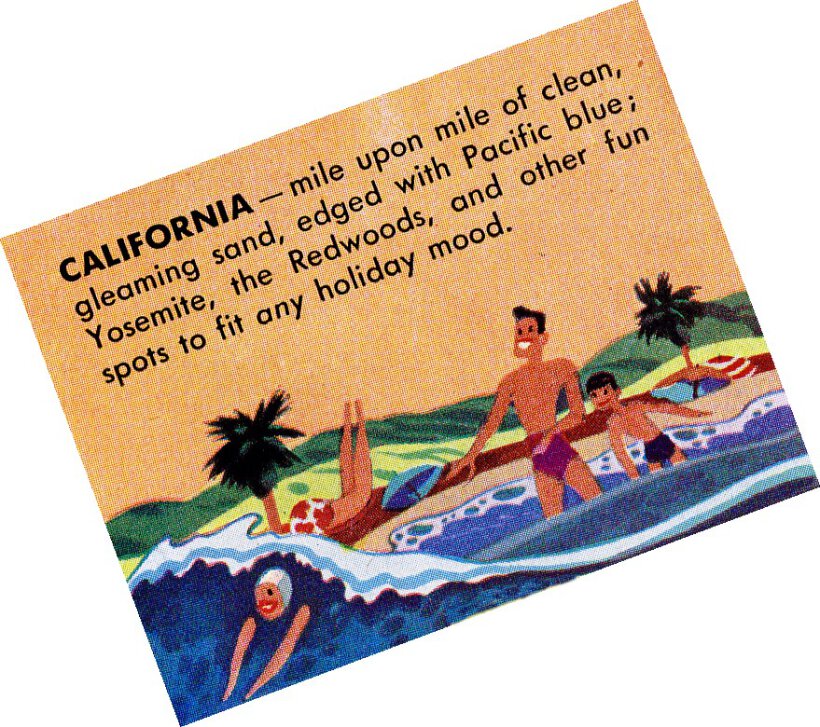 CALIFORNIA — mile upon mile of clean,
gleaming sand, edged with Pacific blue;
Yosemite, the Redwoods, and other fun
spots to fit any holiday mood.